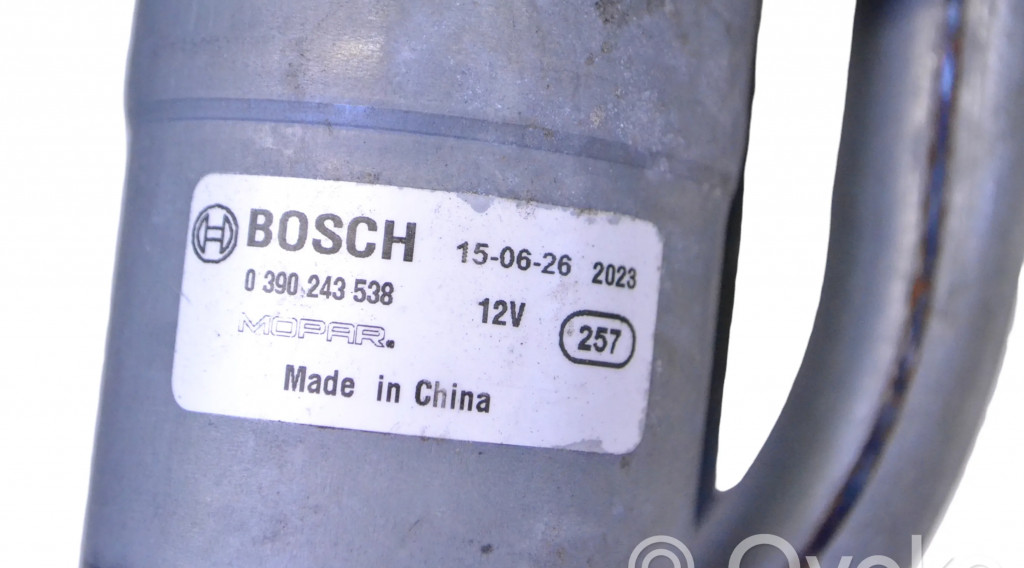 BOSCH 15-06-26 2023
0 390 243 538 12V
MOPAR 257
Made in China